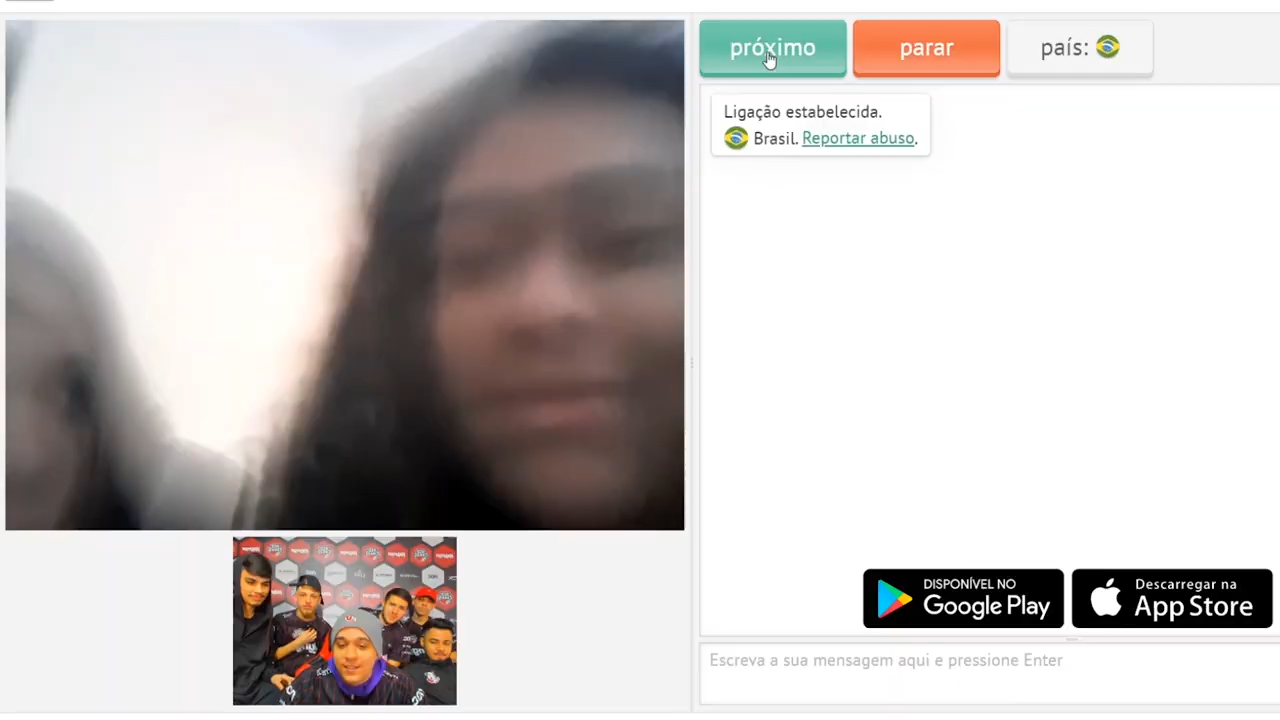 próximo
parar
país:
Ligação estabelecida.
Brasil. Reportar abuso.
DISPONÍVEL NO
Google Play
Descarregar na
App Store
Escreva a sua mensagem aqui e pressione Enter